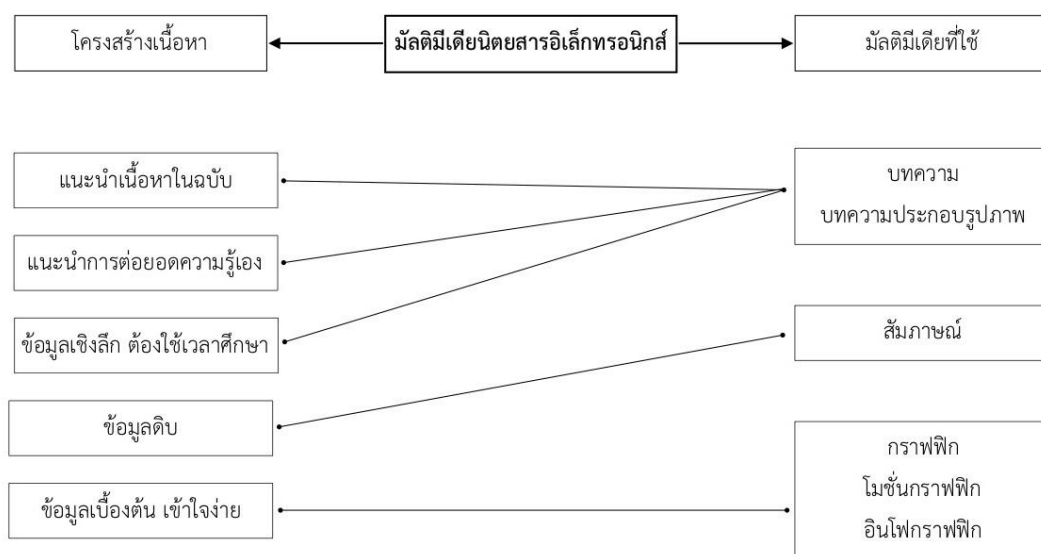 โครงสร้างเนื้อหา
มัลติมีเดียนิตยสารอิเล็กทรอนิกส์
มัลติมีเดียที่ใช้
แนะนำเนื้อหาในฉบับ
แนะนำการต่อยอดความรู้เอง
ข้อมูลเชิงลึก ต้องใช้เวลาศึกษา
ข้อมูลดิบ
ข้อมูลเบื้องต้น เข้าใจง่าย
บทความ
บทความประกอบรูปภาพ
สัมภาษณ์
กราฟฟิก
โมชั่นกราฟฟิก
อินโฟกราฟฟิก